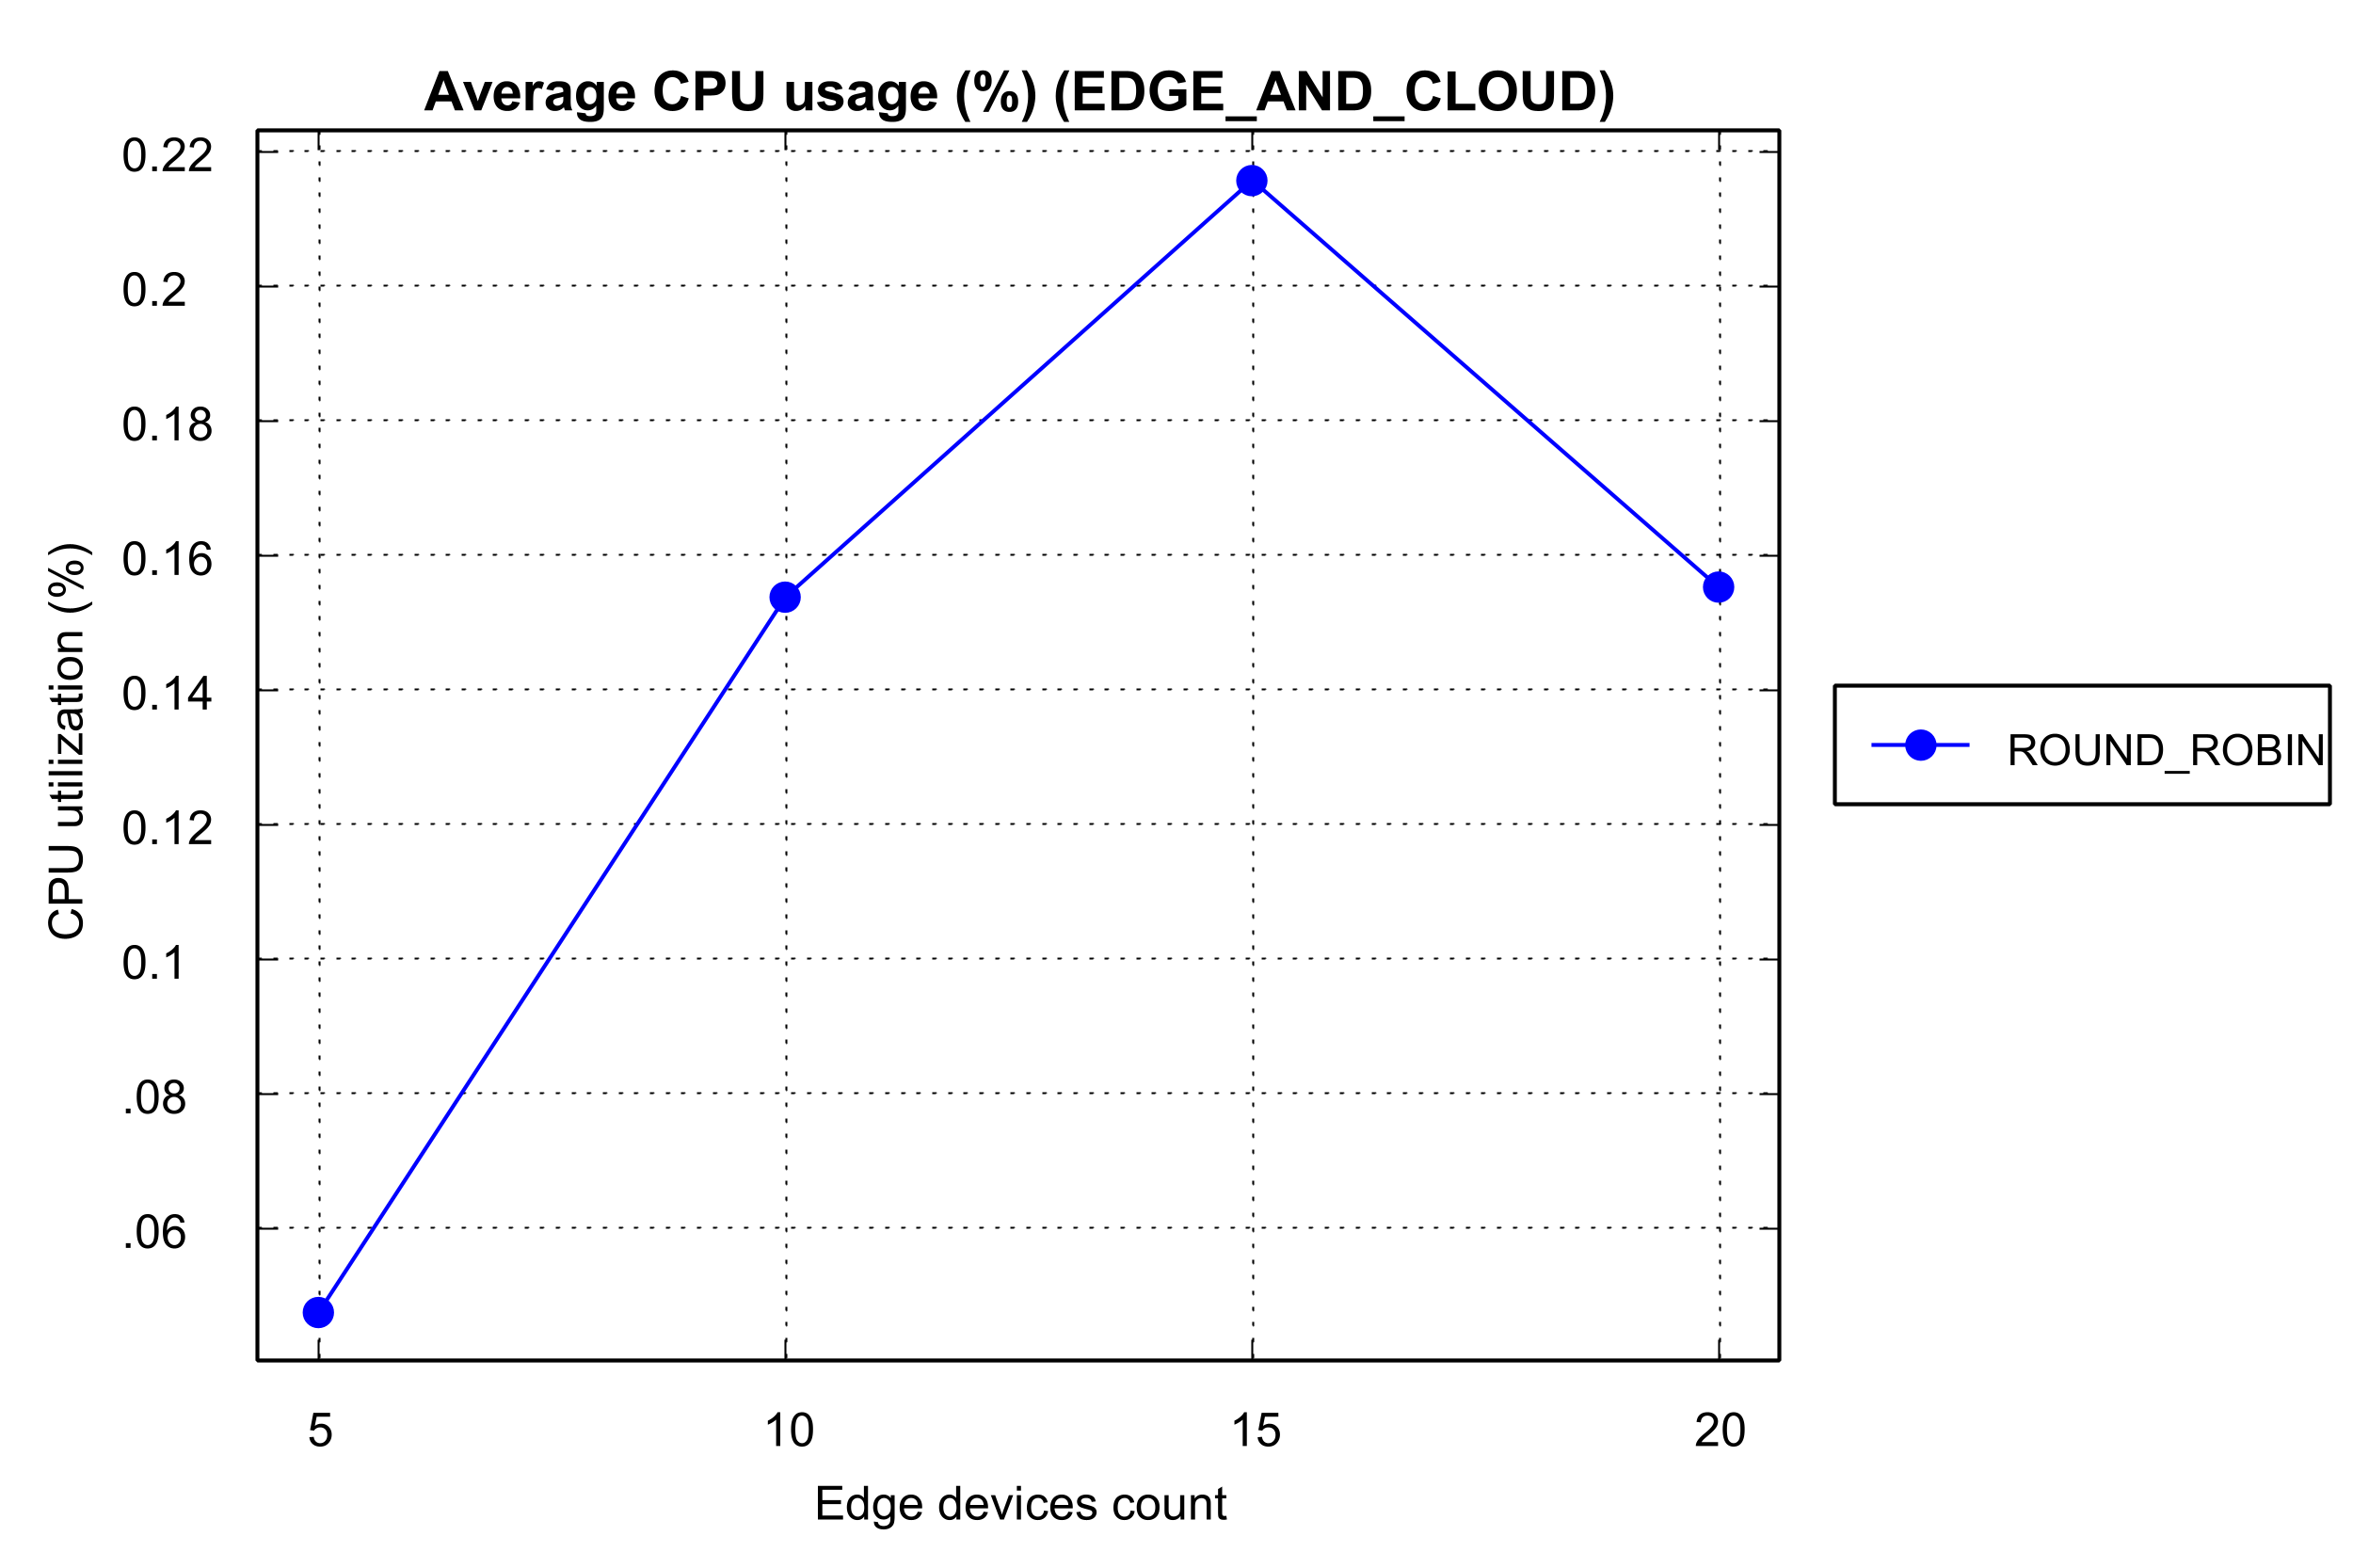 Average CPU usage (%) (EDGE_AND_CLOUD)
0.22
0.2
0.18
0.16
0.14
0.12
0.1
.08
.06
CPU utilization (%)
5 10 15 20
Edge devices count
ROUND_ROBIN